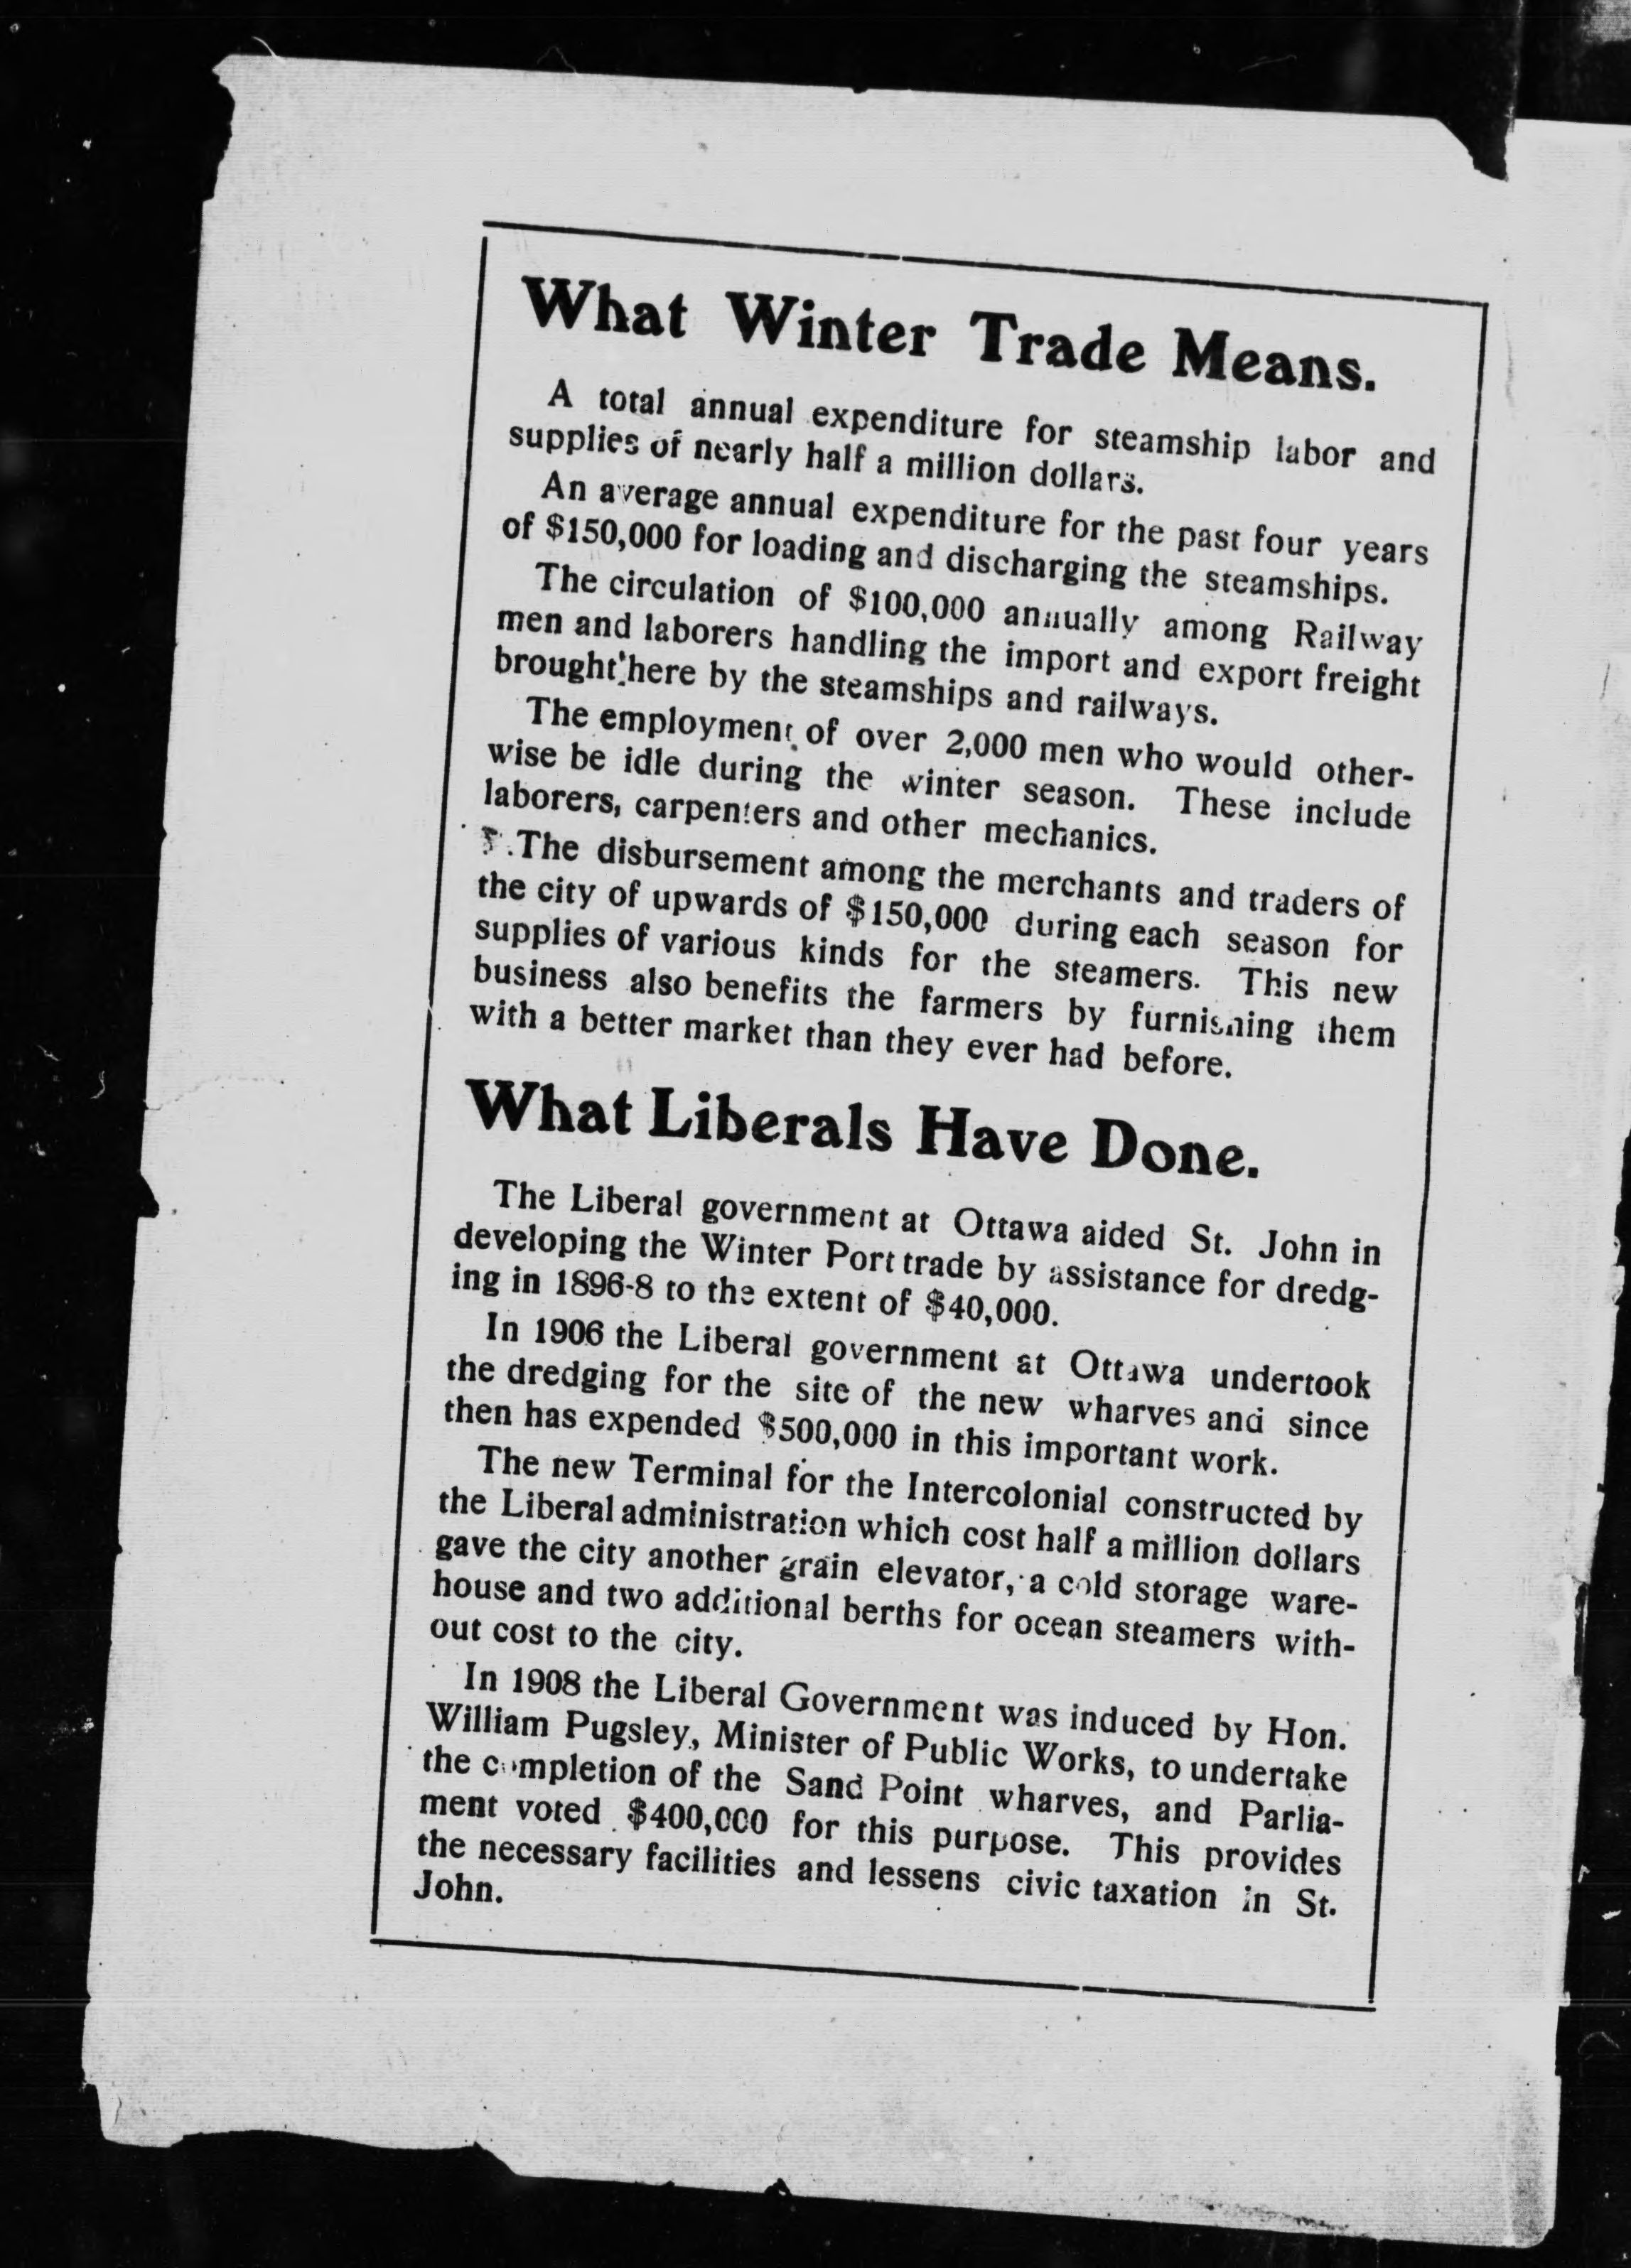 What Winter Trade Means.
A total annual expenditure for steamship labor and
supplies of nearly half a million dollars.
An average annual expenditure for the past four years
of $150,000 for loading and discharging the steamships.
The circulation of $100,000 annually among Railway
men and laborers handling the import and export freight
brought here by the steamships and railways.
The employment of over 2,000 men who would other-
wise be idle during the winter season. These include
laborers, carpenters and other mechanics.
The disbursement among the merchants and traders of
the city of upwards of $150,000 during each season for
supplies of various kinds for the steamers. This new
business also benefits the farmers by furnishing them
with a better market than they ever had before.
What Liberals Have Done.
The Liberal government at Ottawa aided St. John in
developing the Winter Port trade by assistance for dredg-
ing in 1896-8 to the extent of $40,000.
In 1906 the Liberal government at Ottawa undertook
the dredging for the site of the new wharves and since
then has expended $500,000 in this important work.
The new Terminal for the Intercolonial constructed by
the Liberal administration which cost half a million dollars
gave the city another grain elevator, a cold storage ware-
house and two additional berths for ocean steamers with-
out cost to the city.
In 1908 the Liberal Government was induced by Hon.
William Pugsley, Minister of Public Works, to undertake
the completion of the Sand Point wharves, and Parlia-
ment voted $400,000 for this purpose. This provides
the necessary facilities and lessens civic taxation in St.
John.